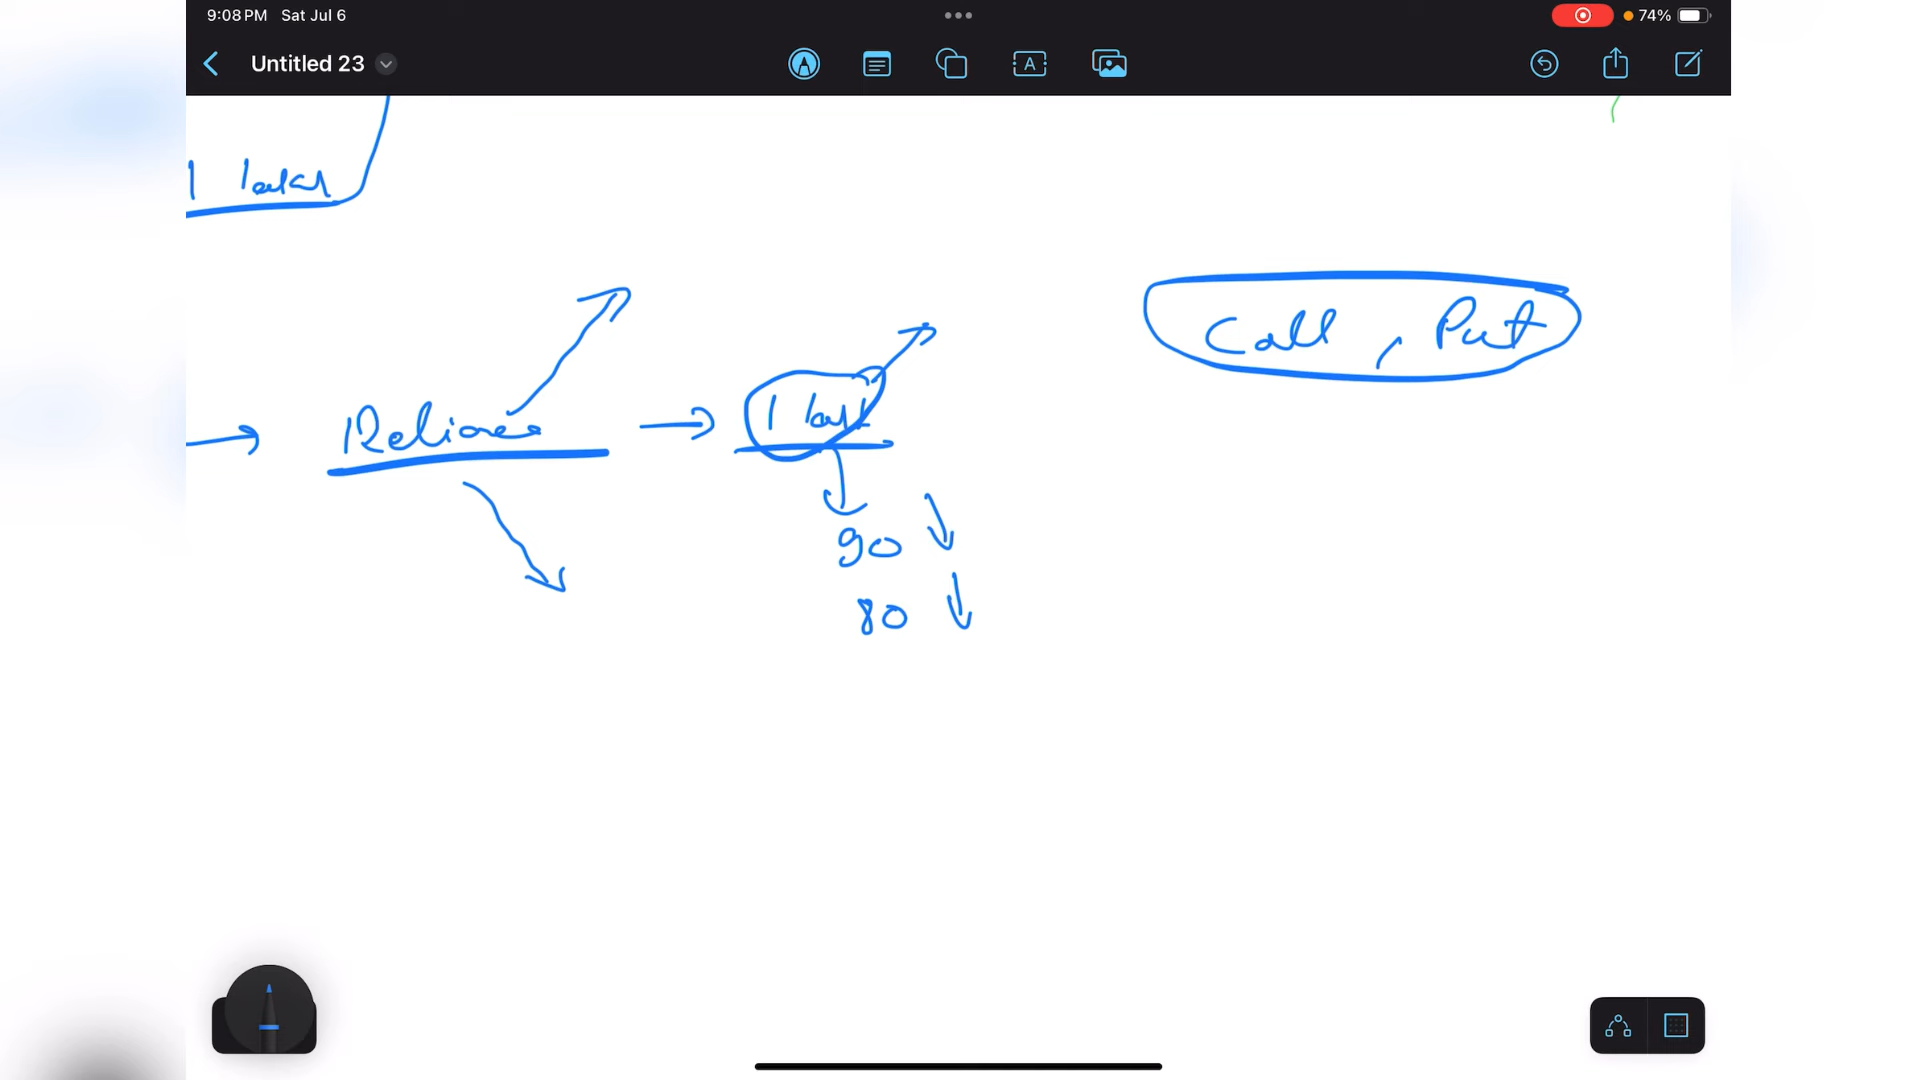 9:08 PM Sat Jul 6
74%
Untitled 23
A
1 lakh
Call, Put
Reliance
1 lakh
90
80